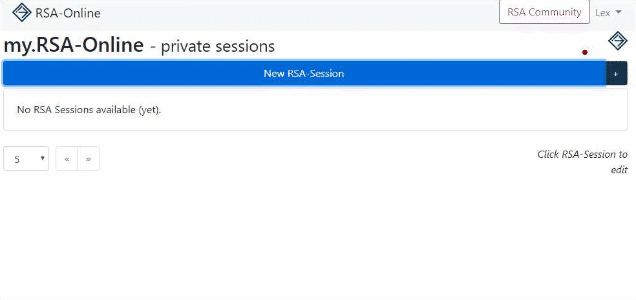 RSA-Online RSA Community Lex
my.RSA-Online - private sessions
New RSA-Session +
No RSA Sessions available (yet).
5 « » Click RSA-Session to
edit